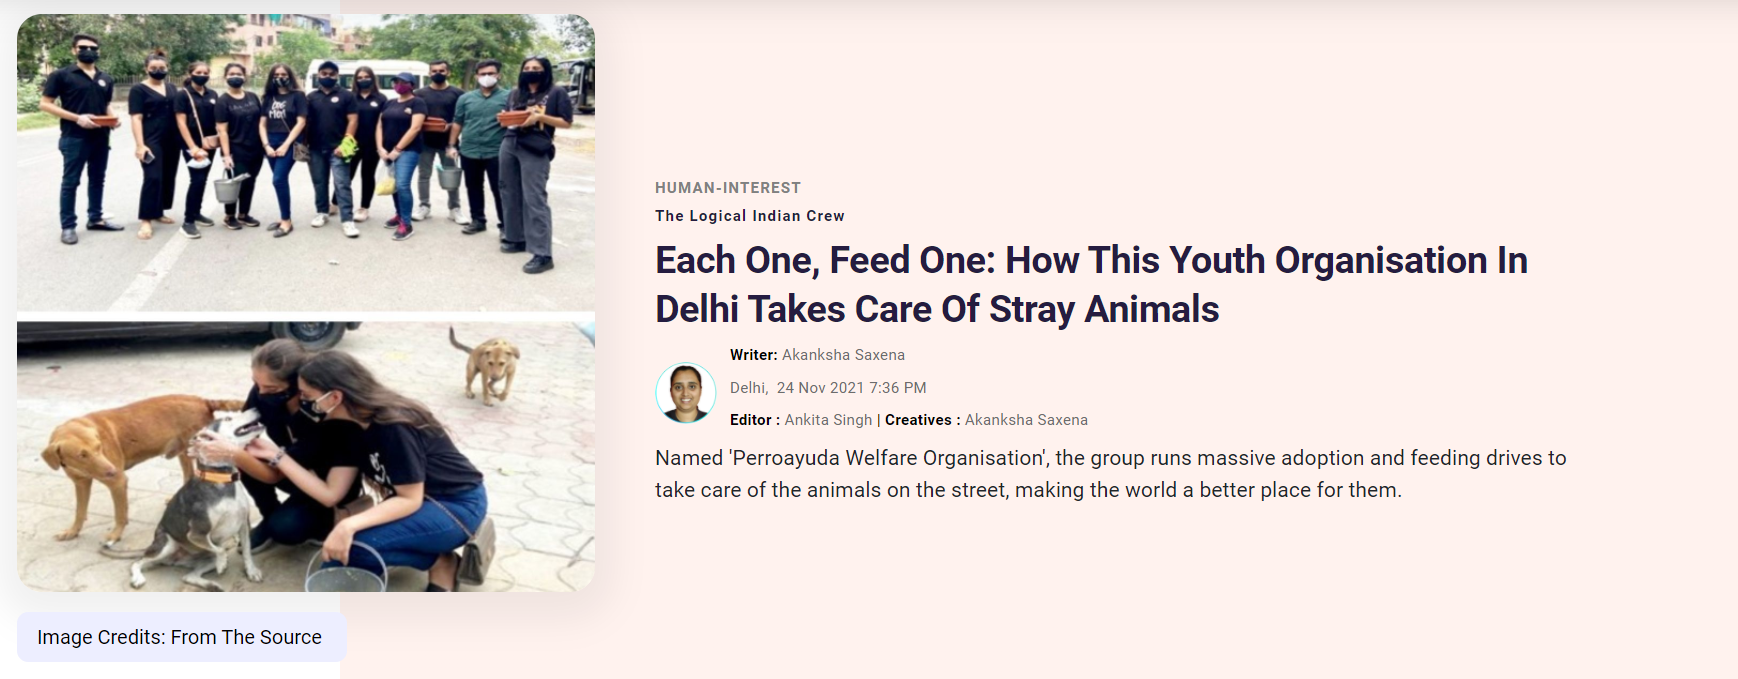 HUMAN-INTEREST
The Logical Indian Crew
Each One, Feed One: How This Youth Organisation In
Delhi Takes Care Of Stray Animals
Writer: Akanksha Saxena
Delhi,  24 Nov 2021 7:36 PM
Editor : Ankita Singh | Creatives : Akanksha Saxena
Named 'Perroayuda Welfare Organisation', the group runs massive adoption and feeding drives to
take care of the animals on the street, making the world a better place for them.
Image Credits: From The Source